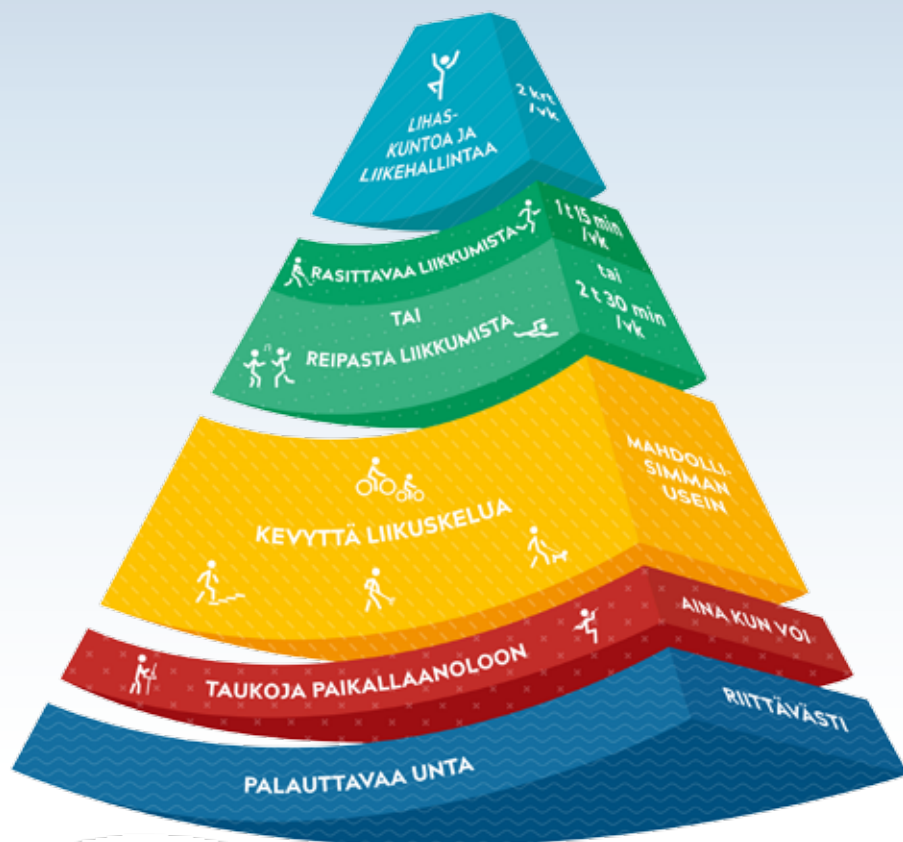 LIHAS-
KUNTOA JA
LIIKEHALLINTAA
2 krt
/vk
RASITTAVAA LIIKKUMISTA
1 t 15 min
/vk
TAI
REIPASTA LIIKKUMISTA
tai
2 t 30 min
/vk
KEVYTTÄ LIIKUSKELUA
MAHDOLLI-
SIMMAN
USEIN
TAUKOJA PAIKALLAANOLOON
AINA KUN VOI
PALAUTTAVAA UNTA
RIITTÄVÄSTI